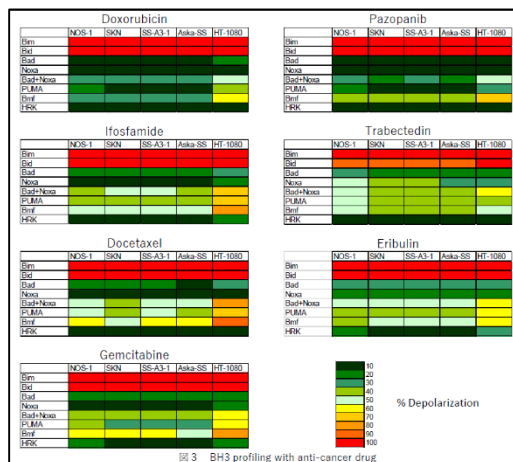 Doxorubicin
NOS-1 SKN SS-A3-1 Aska-SS HT-1080
Bim
Bid
Bad
Noxa
Bad+Noxa
PUMA
Bmf
HRK
Pazopanib
NOS-1 SKN SS-A3-1 Aska-SS HT-1080
Bim
Bid
Bad
Noxa
Bad+Noxa
PUMA
Bmf
HRK
Ifosfamide
NOS-1 SKN SS-A3-1 Aska-SS HT-1080
Bim
Bid
Bad
Noxa
Bad+Noxa
PUMA
Bmf
HRK
Trabectedin
NOS-1 SKN SS-A3-1 Aska-SS HT-1080
Bim
Bid
Bad
Noxa
Bad+Noxa
PUMA
Bmf
HRK
Docetaxel
NOS-1 SKN SS-A3-1 Aska-SS HT-1080
Bim
Bid
Bad
Noxa
Bad+Noxa
PUMA
Bmf
HRK
Eribulin
NOS-1 SKN SS-A3-1 Aska-SS HT-1080
Bim
Bid
Bad
Noxa
Bad+Noxa
PUMA
Bmf
HRK
Gemcitabine
NOS-1 SKN SS-A3-1 Aska-SS HT-1080
Bim
Bid
Bad
Noxa
Bad+Noxa
PUMA
Bmf
HRK
10
20
30
40
50
60
70
80
90
100
% Depolarization
図 3 BH3 profiling with anti-cancer drug